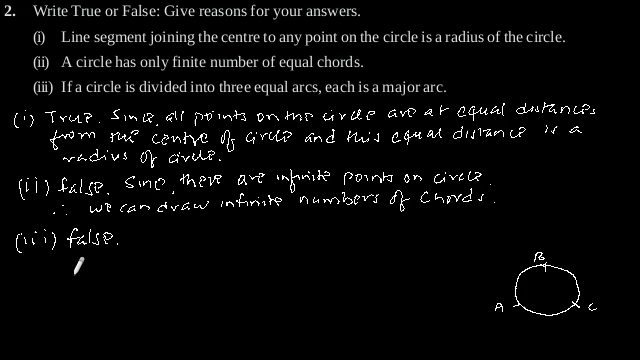 2. Write True or False: Give reasons for your answers.
(i) Line segment joining the centre to any point on the circle is a radius of the circle.
(ii) A circle has only finite number of equal chords.
(iii) If a circle is divided into three equal arcs, each is a major arc.
(i) True. Since, all points on the circle are at equal distances
from the centre of circle and this equal distance is a
radius of circle.
(ii) false. Since, there are infinite points on circle.
∴ we can draw infinite numbers of chords.
(iii) false.
B
A C